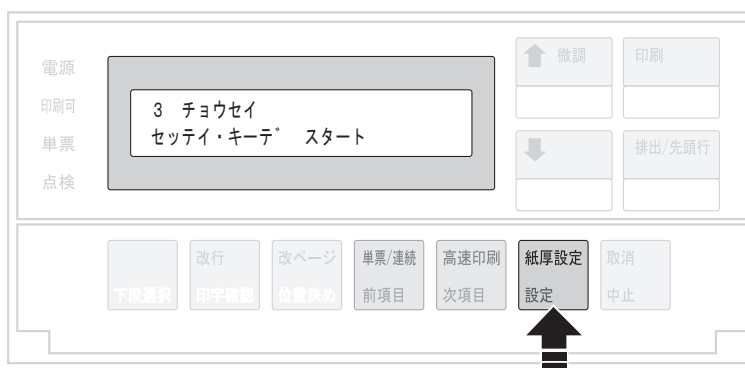 電源
印刷可
単票
点検
3 チョウセイ
セッテイ・キーデ゛ スタート
微調
印刷
排出/先頭行
改行
改ページ
単票/連続
高速印刷
紙厚設定
取消
下段選択
印字確認
位置決め
前項目
次項目
設定
中止